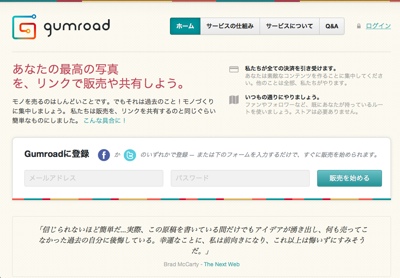 gumroad
ホーム
サービスの仕組み
サービスについて
Q&A
ログイン
あなたの最高の写真
を、リンクで販売や共有しよう。
モノを売るのはしんどいことです。でもそれは過去のこと！モノづくり
に集中しましょう。 私たちは販売を、リンクを共有するのと同じぐらい
簡単なものにしました。 こんな具合に！
私たちが全ての決済を引き受けます。
あなたは素敵なコンテンツを作ることに集中してくだ
さい。他のことは全部、私たちがやります。
いつもの通りにやりましょう。
ファンやフォロワーなど、既にあなたが持っているルー
トを使いましょう。ストアは必要ありません。
Gumroadに登録
か
のいずれかで登録 — または下のフォームを入力するだけで、すぐに販売を始められます。
メールアドレス
パスワード
販売を始める
「信じられないほど簡単だ...実際、この原稿を書いている間だけでもアイデアが湧き出し、何も売ってこ
なかった過去の自分に後悔している。幸運なことに、私は前向きになり、これ以上は悔いずにすみそう
だ。」
Brad McCarty - The Next Web